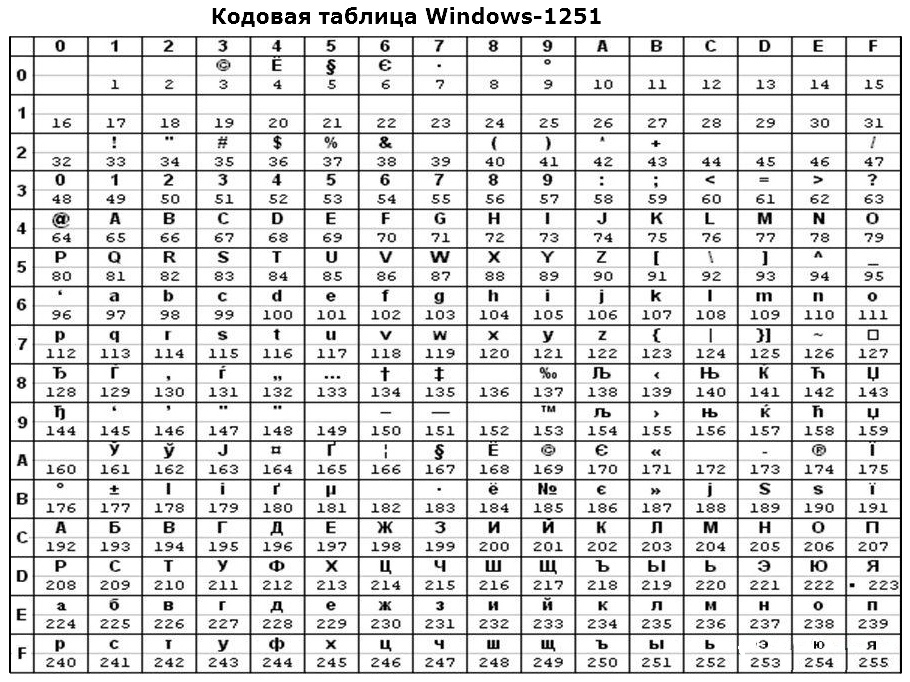 Кодовая таблица Windows-1251
0 1 2 3 4 5 6 7 8 9 A B C D E F
0 © Ё § Є · °
1 2 3 4 5 6 7 8 9 10 11 12 13 14 15
1
16 17 18 19 20 21 22 23 24 25 26 27 28 29 30 31
2 ! " # $ % & ( ) * + /
32 33 34 35 36 37 38 39 40 41 42 43 44 45 46 47
3 0 1 2 3 4 5 6 7 8 9 : ; < = > ?
48 49 50 51 52 53 54 55 56 57 58 59 60 61 62 63
4 @ A B C D E F G H I J K L M N O
64 65 66 67 68 69 70 71 72 73 74 75 76 77 78 79
5 P Q R S T U V W X Y Z [ \ ] ^ _
80 81 82 83 84 85 86 87 88 89 90 91 92 93 94 95
6 ‘ a b c d e f g h i j k l m n o
96 97 98 99 100 101 102 103 104 105 106 107 108 109 110 111
7 p q r s t u v w x y z { | }] ~ □
112 113 114 115 116 117 118 119 120 121 122 123 124 125 126 127
8 Ђ Ѓ ‚ ѓ „ … † ‡ ‰ Љ ‹ Њ Ќ Ћ Џ
128 129 130 131 132 133 134 135 136 137 138 139 140 141 142 143
9 ђ ‘ ’ " " – — ™ љ › њ ќ ћ џ
144 145 146 147 148 149 150 151 152 153 154 155 156 157 158 159
A Ў ў J ¤ Ґ ¦ § Ё © Є « - ® Ї
160 161 162 163 164 165 166 167 168 169 170 171 172 173 174 175
B ° ± І і ґ µ · ё № є » j S s ї
176 177 178 179 180 181 182 183 184 185 186 187 188 189 190 191
C А Б В Г Д Е Ж З И Й К Л М Н О П
192 193 194 195 196 197 198 199 200 201 202 203 204 205 206 207
D Р С Т У Ф Х Ц Ч Ш Щ Ъ Ы Ь Э Ю Я
208 209 210 211 212 213 214 215 216 217 218 219 220 221 222 223
E а б в г д е ж з и й к л м н о п
224 225 226 227 228 229 230 231 232 233 234 235 236 237 238 239
F р с т у ф х ц ч ш щ ъ ы ь э ю я
240 241 242 243 244 245 246 247 248 249 250 251 252 253 254 255